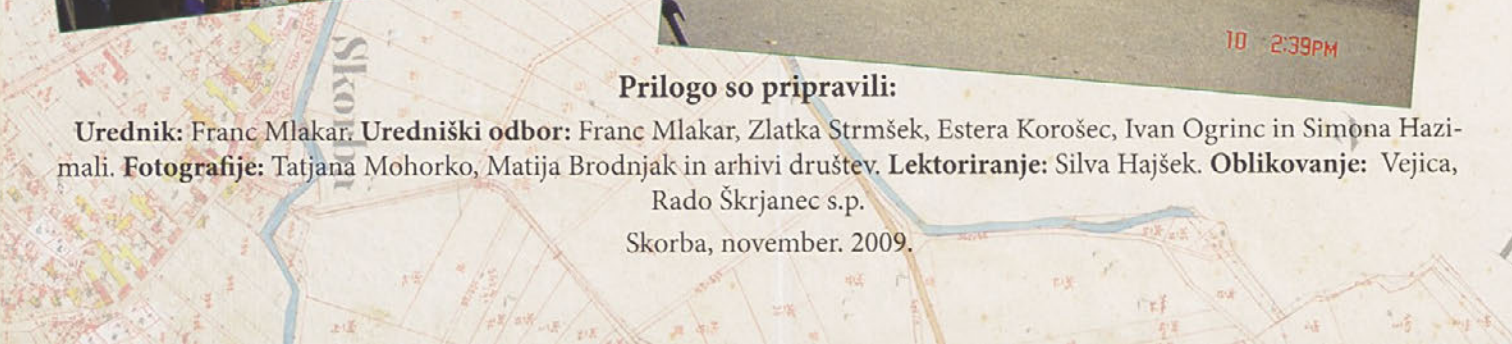 10 2:39PM
Skorba
Prilogo so pripravili:
Urednik: Franc Mlakar. Uredniški odbor: Franc Mlakar, Zlatka Strmšek, Estera Korošec, Ivan Ogrinc in Simona Hazi-
mali. Fotografije: Tatjana Mohorko, Matija Brodnjak in arhivi društev. Lektoriranje: Silva Hajšek. Oblikovanje: Vejica,
Rado Škrjanec s.p.
Skorba, november. 2009.